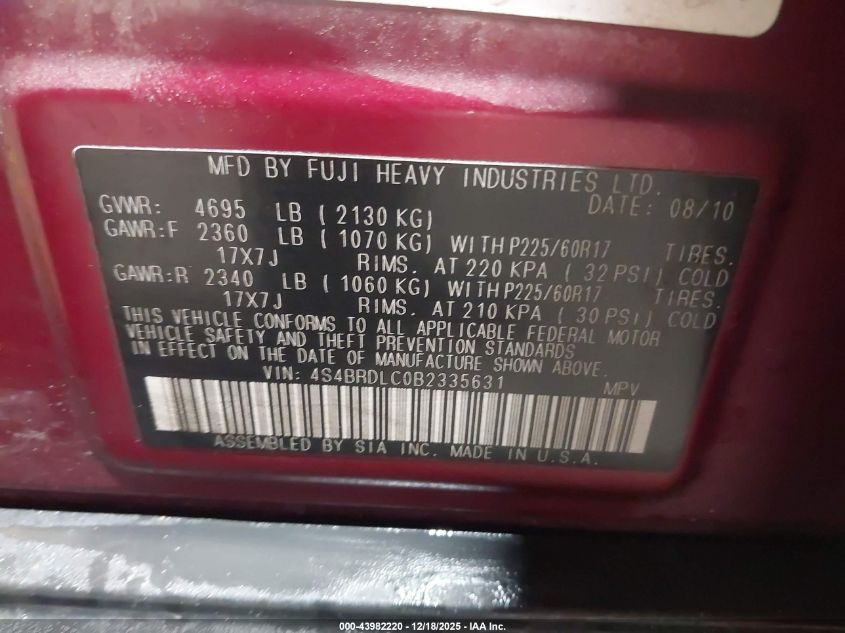 MFD BY FUJI HEAVY INDUSTRIES LTD.
DATE: 08/10
GVWR: 4695 LB ( 2130 KG)
GAWR:F 2360 LB ( 1070 KG) WITH P225/60R17 TIRES.
17X7J RIMS. AT 220 KPA ( 32 PSI) COLD
GAWR:R 2340 LB ( 1060 KG) WITH P225/60R17 TIRES.
17X7J RIMS. AT 210 KPA ( 30 PSI) COLD
THIS VEHICLE CONFORMS TO ALL APPLICABLE FEDERAL MOTOR
VEHICLE SAFETY AND THEFT PREVENTION STANDARDS
IN EFFECT ON THE DATE OF MANUFACTURE SHOWN ABOVE.
VIN: 4S4BRDLC0B2335631 MPV
ASSEMBLED BY SIA INC. MADE IN U.S.A.
000-43982220 - 12/18/2025 - IAA Inc.